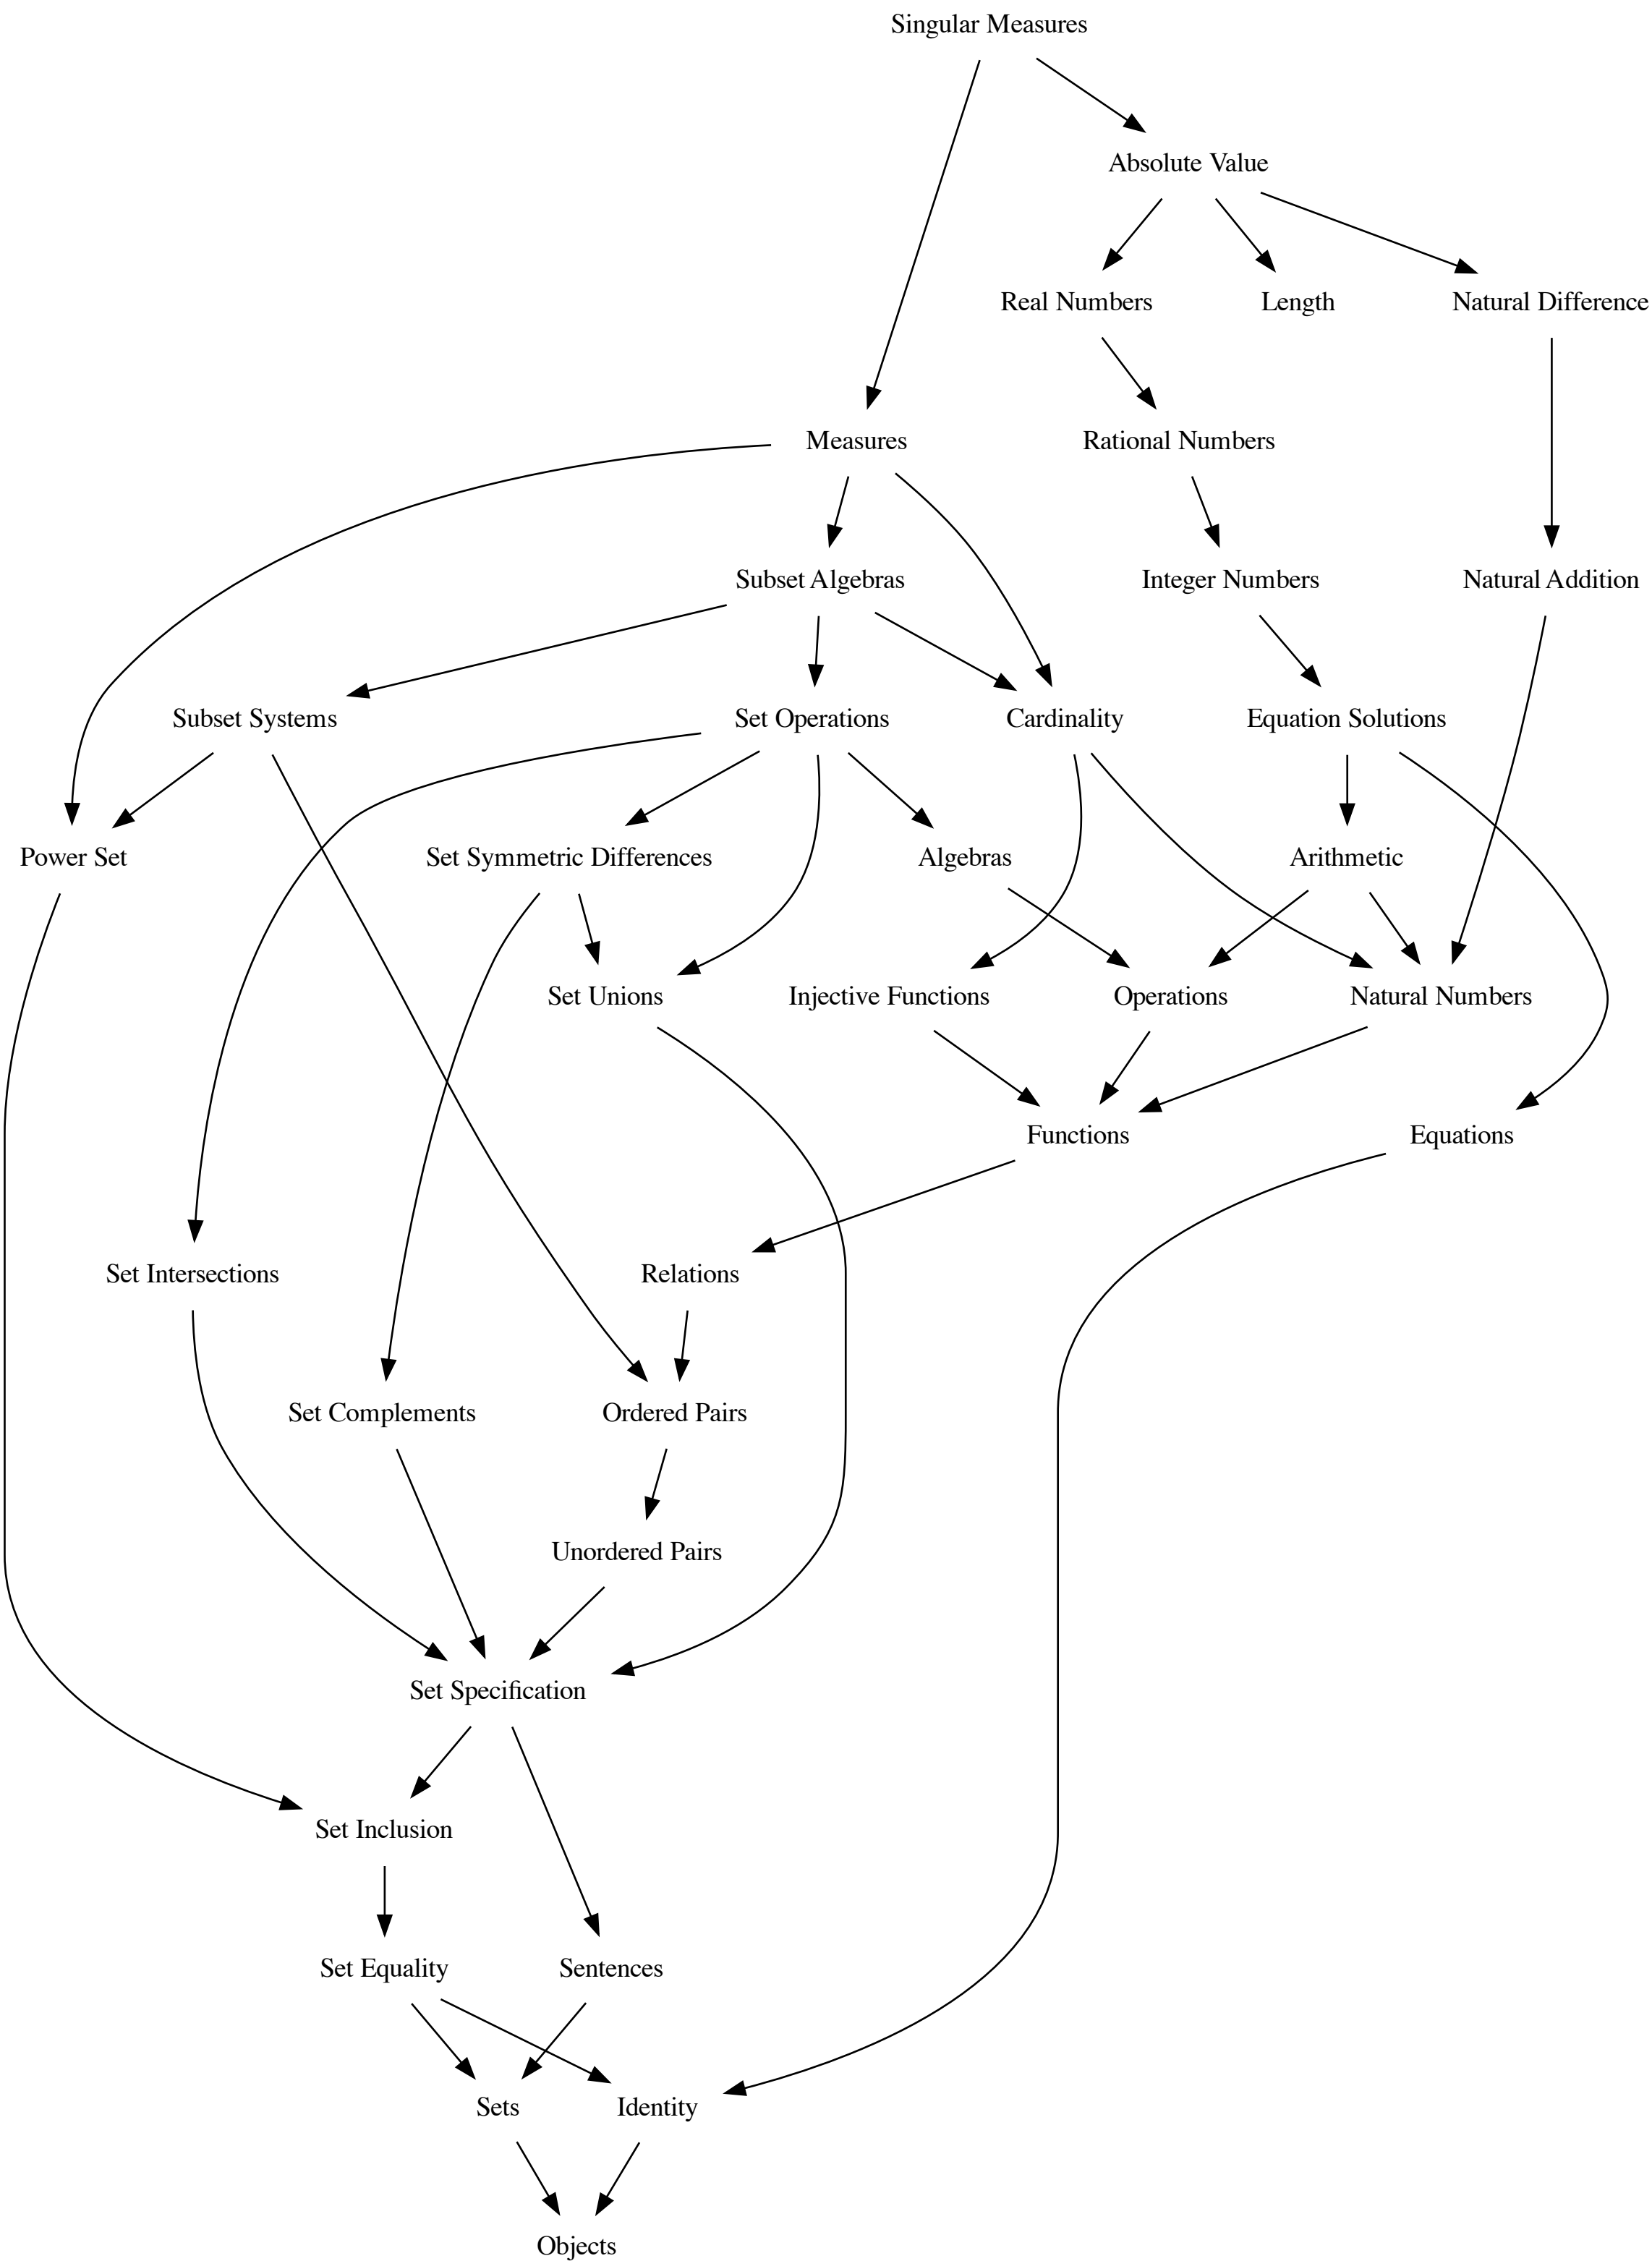 Singular Measures
Absolute Value
Real Numbers
Length
Natural Difference
Measures
Rational Numbers
Subset Algebras
Integer Numbers
Natural Addition
Subset Systems
Set Operations
Cardinality
Equation Solutions
Power Set
Set Symmetric Differences
Algebras
Arithmetic
Set Unions
Injective Functions
Operations
Natural Numbers
Functions
Equations
Set Intersections
Relations
Set Complements
Ordered Pairs
Unordered Pairs
Set Specification
Set Inclusion
Set Equality
Sentences
Sets
Identity
Objects